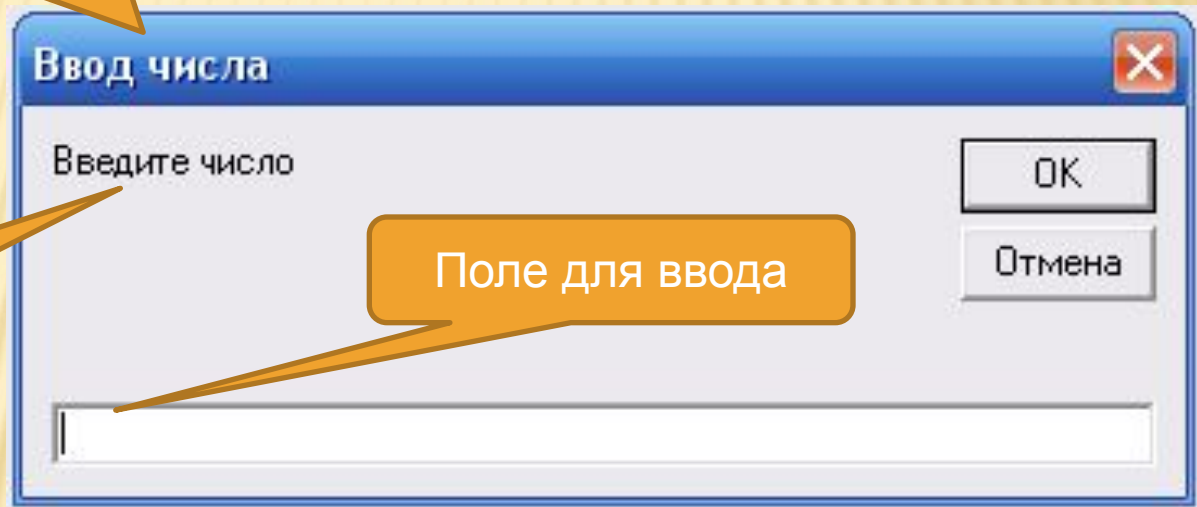 Ввод числа
Введите число
OK
Поле для ввода
Отмена